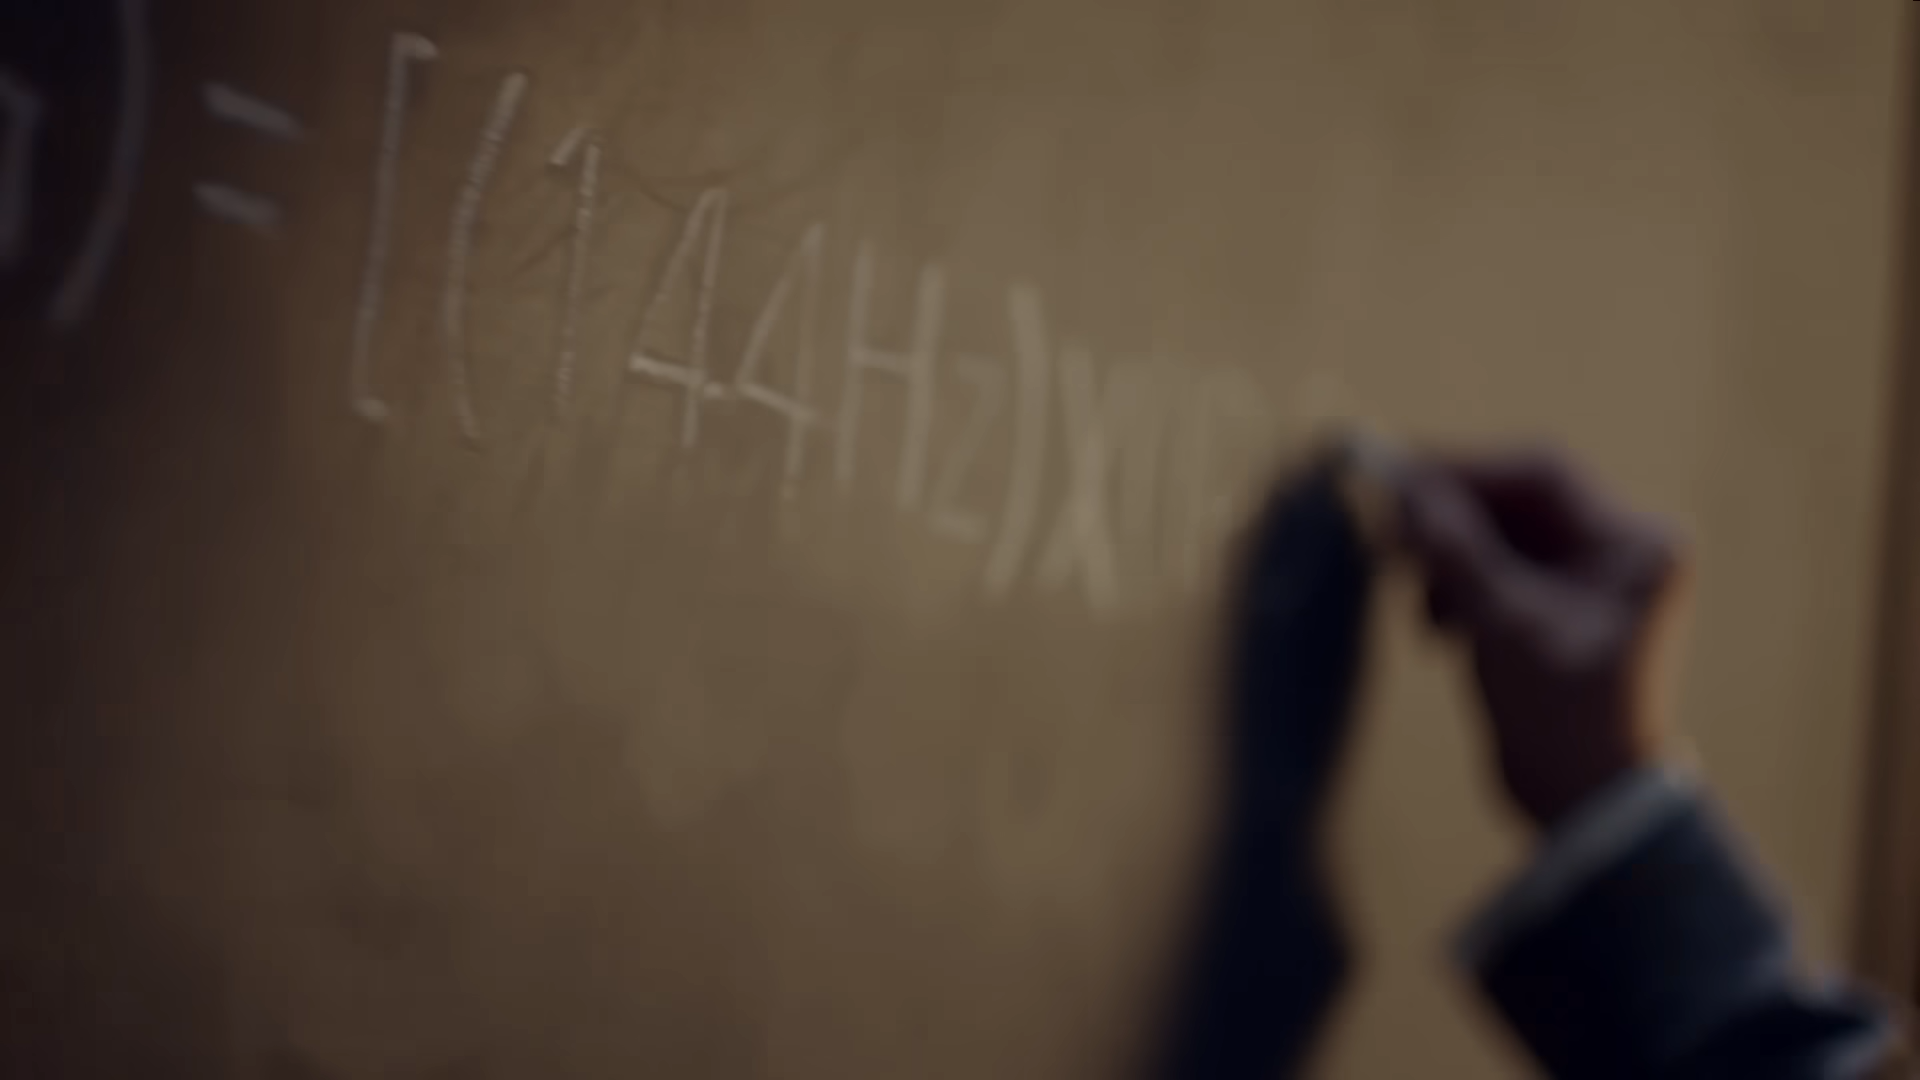 ) = [(144Hz)x